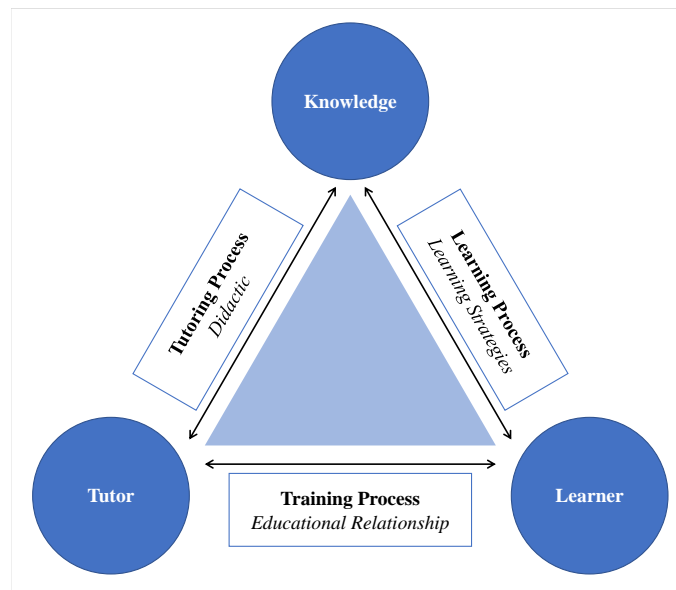 Knowledge
Tutoring Process
Didactic
Learning Process
Learning Strategies
Tutor
Training Process
Educational Relationship
Learner